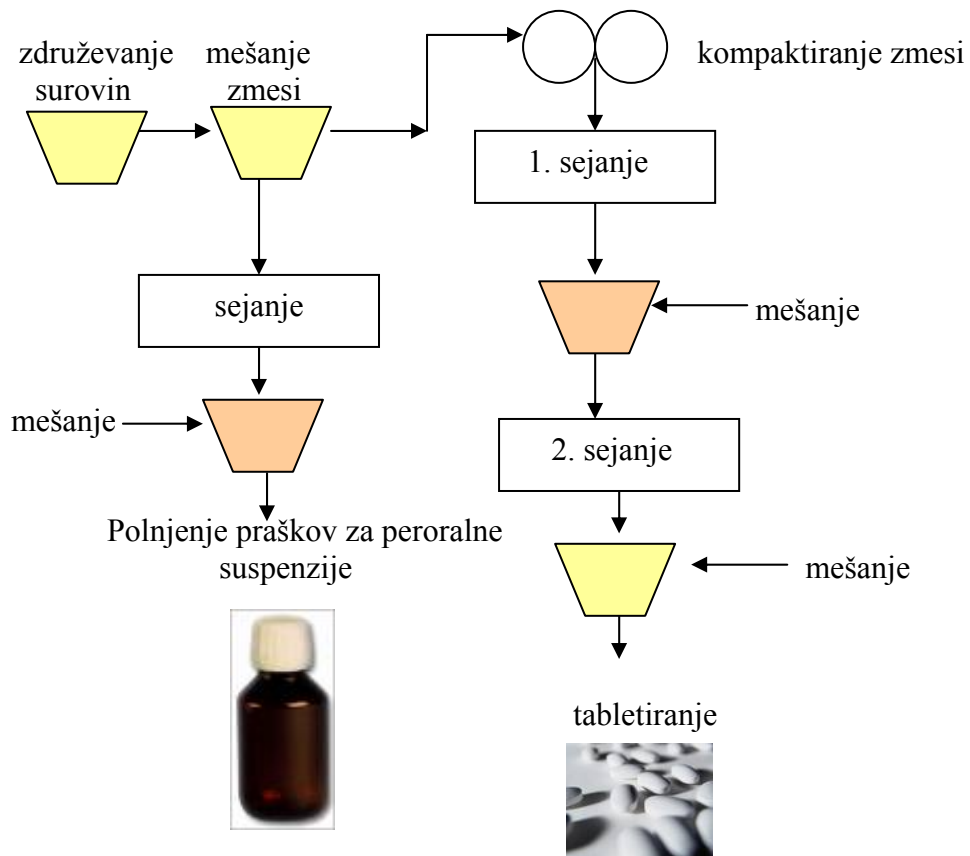 združevanje
surovin
mešanje
zmesi
kompaktiranje zmesi
1. sejanje
sejanje
mešanje
mešanje
2. sejanje
Polnjenje praškov za peroralne
suspenzije
mešanje
tabletiranje